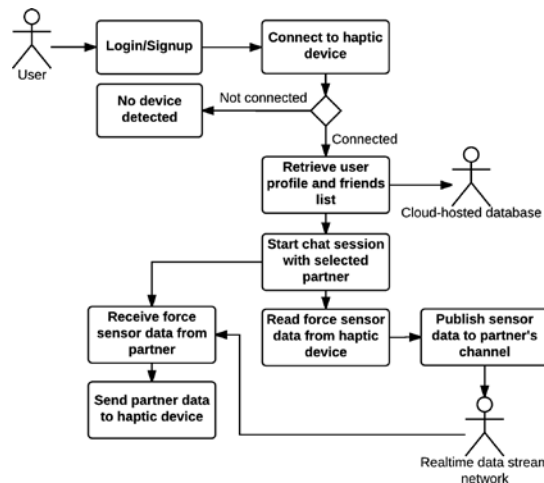 User
Login/Signup
Connect to haptic
device
No device
detected
Not connected
Connected
Retrieve user
profile and friends
list
Cloud-hosted database
Start chat session
with selected
partner
Receive force
sensor data from
partner
Read force sensor
data from haptic
device
Publish sensor
data to partner's
channel
Send partner data
to haptic device
Realtime data stream
network